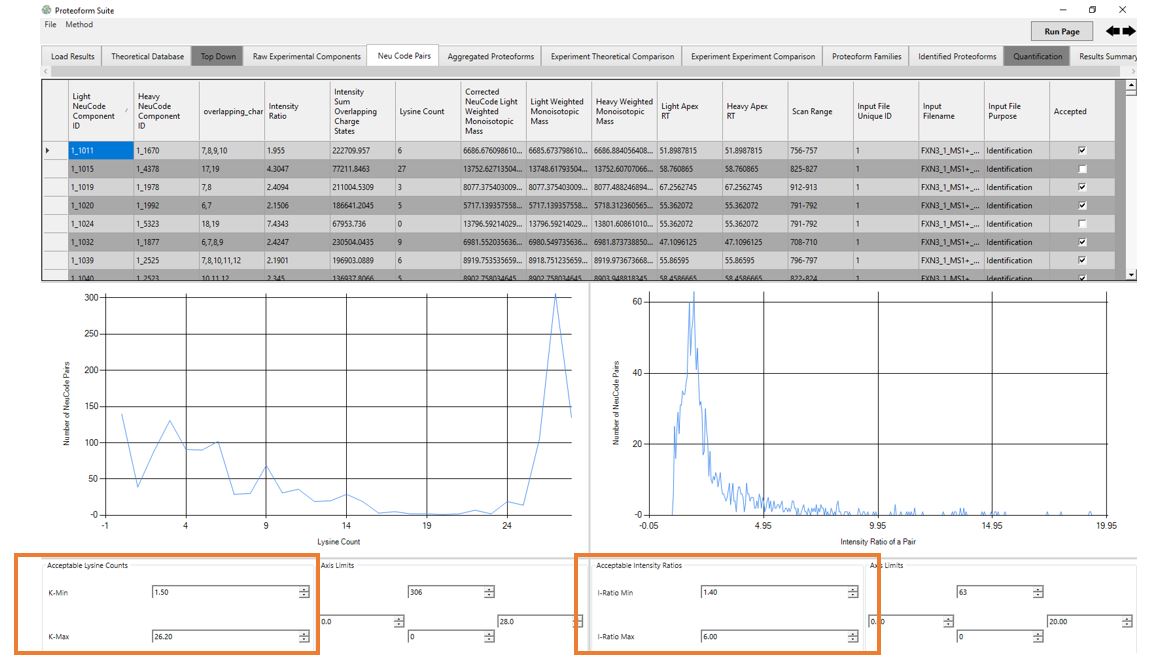 Proteoform Suite
File Method
Run Page
Load Results Theoretical Database Top Down Raw Experimental Components Neu Code Pairs Aggregated Proteoforms Experiment Theoretical Comparison Experiment Experiment Comparison Proteoform Families Identified Proteoforms Quantification Results Summary
Light NeuCode Component ID Heavy NeuCode Component ID overlapping_char Intensity Ratio Intensity Sum Overlapping Charge States Lysine Count Corrected NeuCode Light Weighted Monoisotopic Mass Light Weighted Monoisotopic Mass Heavy Weighted Monoisotopic Mass Light Apex RT Heavy Apex RT Scan Range Input File Unique ID Input Filename Input File Purpose Accepted
1_1011 1_1670 7,8,9,10 1.955 222709.957 6 6686.676098610... 6685.673798610... 6686.884056408... 51.8987815 51.8987815 756-757 1 FXN3_1_MS1+_... Identification
1_1015 1_4378 17,19 4.3047 77211.8463 27 13752.62713504... 13748.61793504... 13752.60707066... 58.760865 58.760865 825-827 1 FXN3_1_MS1+_... Identification
1_1019 1_1978 7,8 2.4094 211004.5309 3 8077.375403009... 8077.375403009... 8077.488246894... 67.2562745 67.2562745 912-913 1 FXN3_1_MS1+_... Identification
1_1020 1_1992 6,7 2.1506 186641.2045 5 5717.139357558... 5717.139357558... 5718.312360565... 55.362072 55.362072 791-792 1 FXN3_1_MS1+_... Identification
1_1024 1_5323 18,19 7.4343 67953.736 0 13796.59214029... 13796.59214029... 13801.60861010... 55.362072 55.362072 791-792 1 FXN3_1_MS1+_... Identification
1_1032 1_1877 6,7,8,9 2.4247 230504.0435 9 6981.552035636... 6980.549735636... 6981.873738850... 47.1096125 47.1096125 708-710 1 FXN3_1_MS1+_... Identification
1_1039 1_2525 7,8,10,11,12 2.1901 196903.0889 6 8919.753535659... 8918.751235659... 8919.973673668... 55.86595 55.86595 796-797 1 FXN3_1_MS1+_... Identification
1_1040 1_2523 10,11,12 2.345 136937.8066 5 8902.758034645... 8902.758034645... 8903.948818345... 58.4586665 58.4586665 822-824 1 FXN3_1_MS1+_... Identification
Number of NeuCode Pairs
300
250
200
150
100
50
-0
-1 4 9 14 19 24
Lysine Count
Number of NeuCode Pairs
60
40
20
-0
-0.05 4.95 9.95 14.95 19.95
Intensity Ratio of a Pair
Acceptable Lysine Counts
K-Min 1.50
K-Max 26.20
Axis Limits
306
0.0 28.0
0
Acceptable Intensity Ratios
I-Ratio Min 1.40
I-Ratio Max 6.00
Axis Limits
63
20.00
0